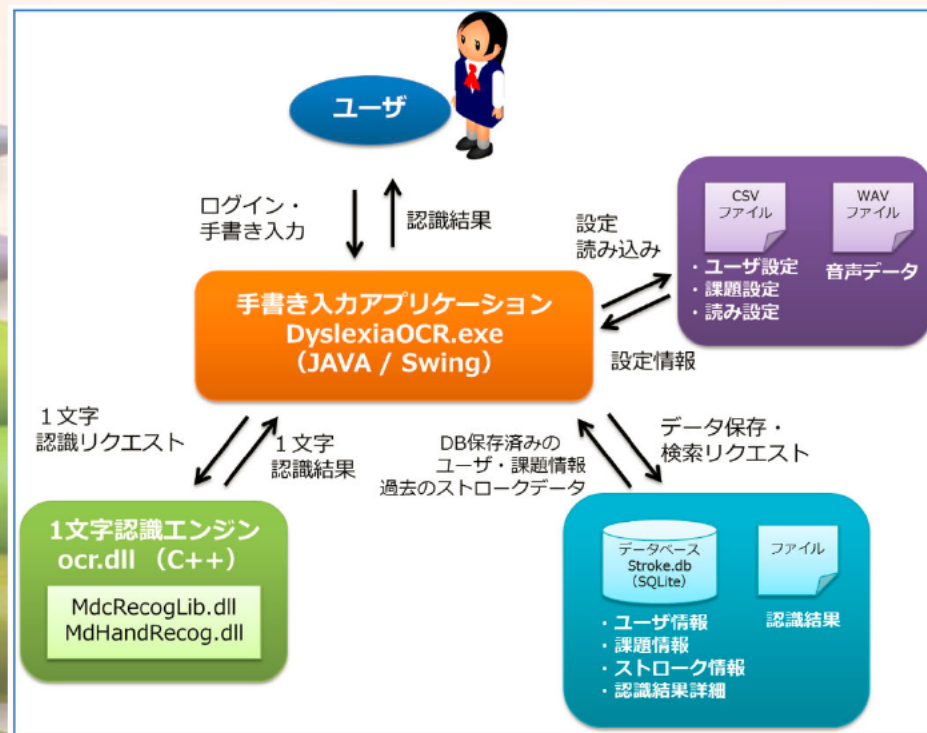 ユーザ
ログイン・
手書き入力
認識結果
設定
読み込み
CSV
ファイル
WAV
ファイル
・ユーザ設定
・課題設定
・読み設定
音声データ
手書き入力アプリケーション
DyslexiaOCR.exe
（JAVA / Swing）
設定情報
１文字
認識リクエスト
１文字
認識結果
DB保存済みの
ユーザ・課題情報
過去のストロークデータ
データ保存・
検索リクエスト
1文字認識エンジン
ocr.dll （C++）
MdcRecogLib.dll
MdHandRecog.dll
データベース
Stroke.db
（SQLite）
ファイル
・ユーザ情報
・課題情報
・ストローク情報
・認識結果詳細
認識結果